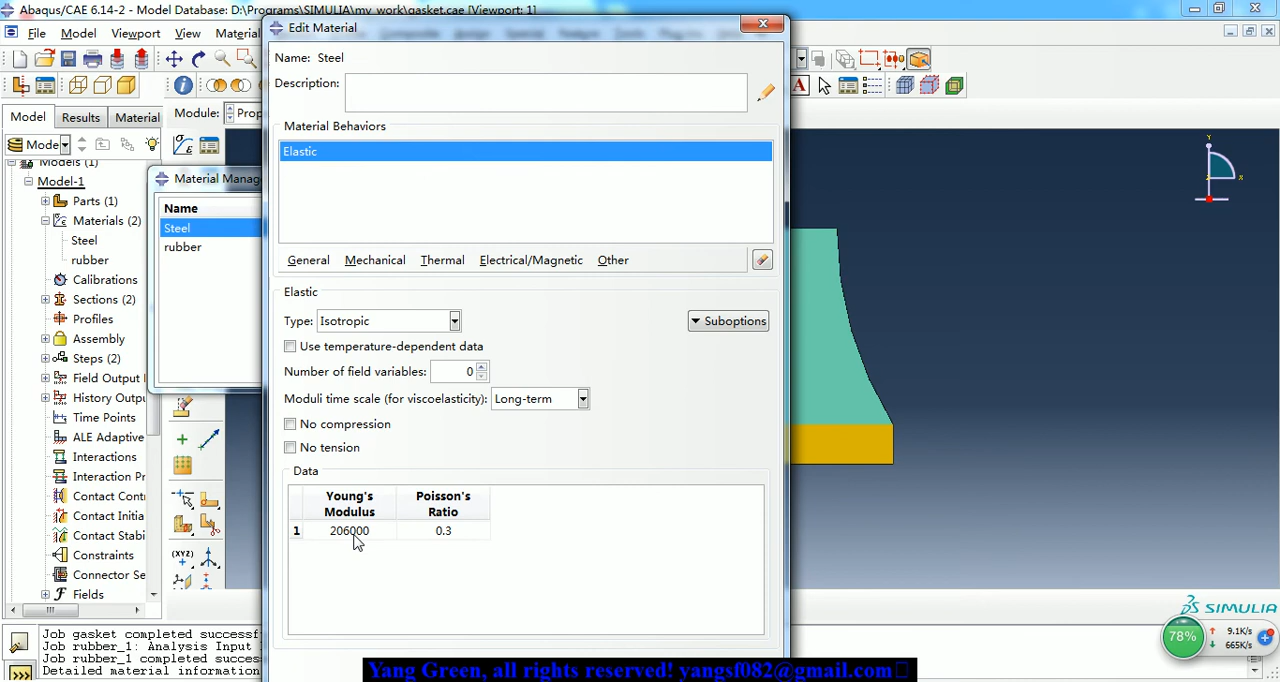 Abaqus/CAE 6.14-2 - Model Database: D:\Programs\SIMULIA\my_work\gasket.cae [Viewport: 1]
File Model Viewport View Material
Edit Material
Name: Steel
Description:
Material Behaviors
Elastic
General Mechanical Thermal Electrical/Magnetic Other
Elastic
Type: Isotropic
Suboptions
Use temperature-dependent data
Number of field variables: 0
Moduli time scale (for viscoelasticity): Long-term
No compression
No tension
Data
Young's Modulus
Poisson's Ratio
1 206000 0.3
Model Results Material
Module: Prop
Mode
Models (1)
Model-1
Parts (1)
Materials (2)
Steel
rubber
Calibrations
Sections (2)
Profiles
Assembly
Steps (2)
Field Output
History Outpu
Time Points
ALE Adaptive
Interactions
Interaction Pr
Contact Cont
Contact Initia
Contact Stabi
Constraints
Connector Se
Fields
Material Manag
Name
Steel
rubber
(XYZ)
A
Y
X
SIMULIA
78%
9.1K/s
665K/s
Job gasket completed successf
Job rubber_1: Analysis Input
Job rubber_1 completed succes
Detailed material information
>>>
Yang Green, all rights reserved! yangsf082@gmail.com